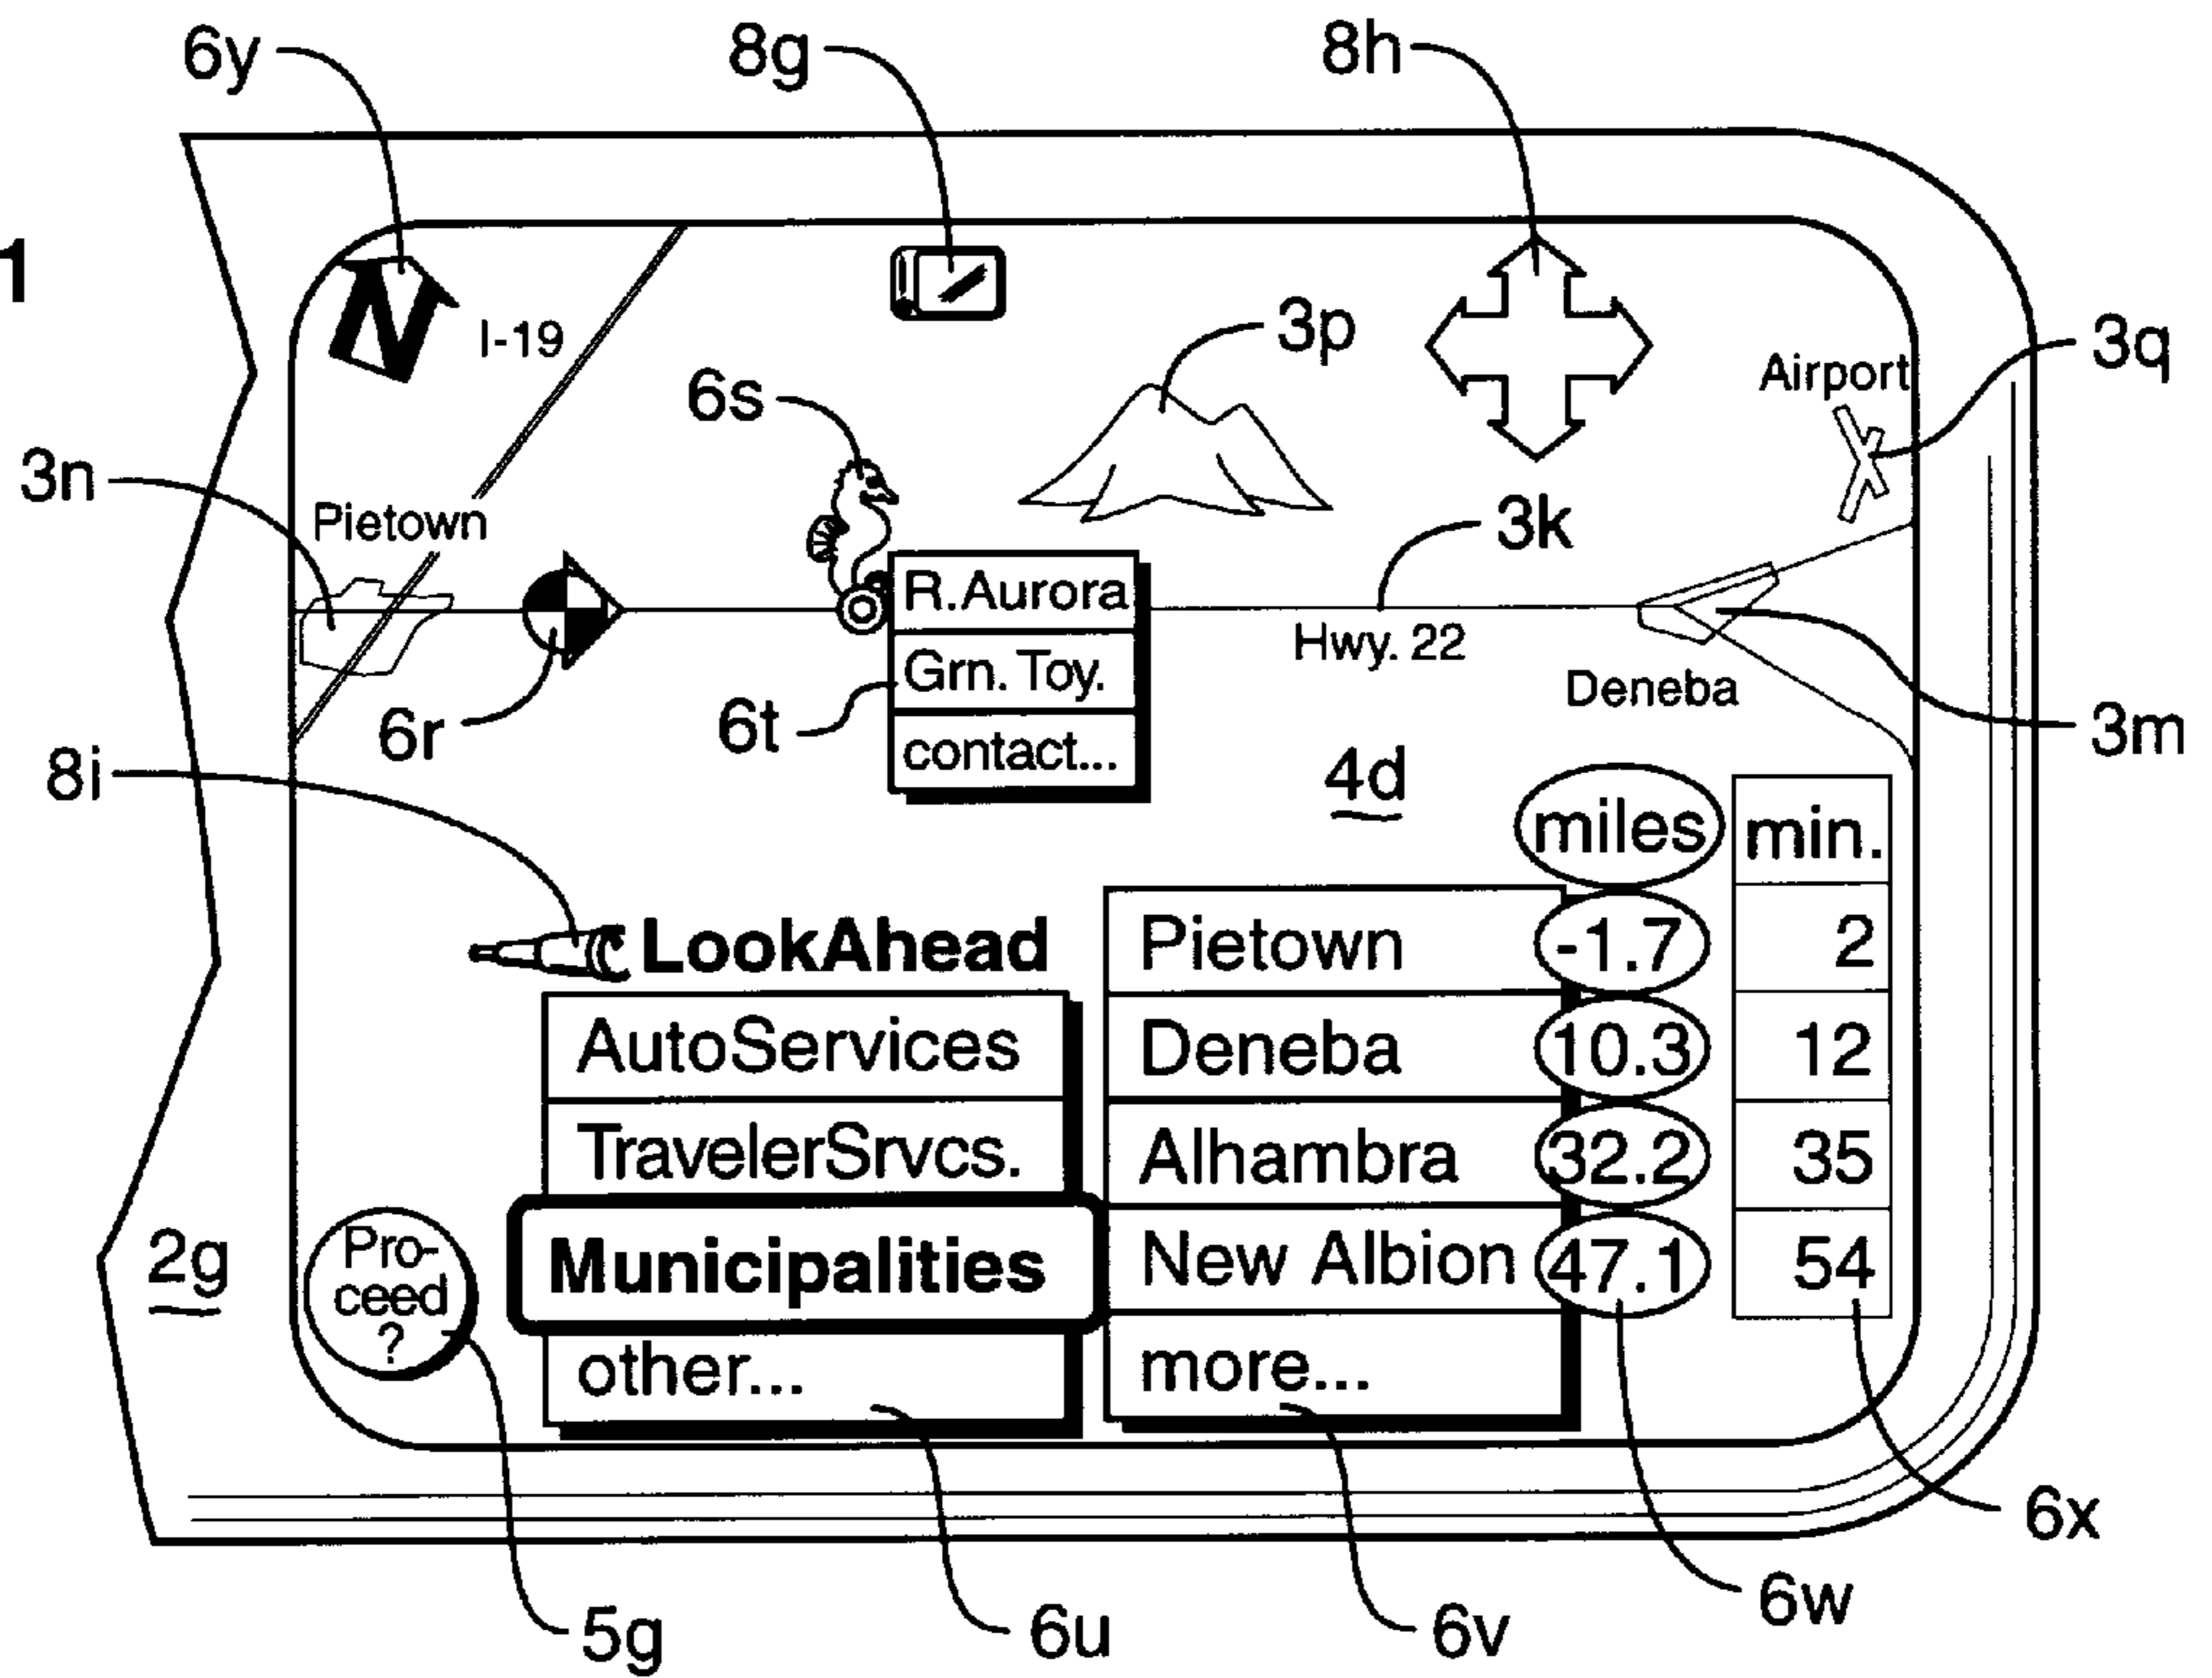 6y
8g
8h
1
N
I-19
3p
Airport
3q
6s
3n
Pietown
3k
R.Aurora
Grn. Toy.
contact...
Hwy. 22
Deneba
6r
6t
3m
8i
4d
miles
min.
LookAhead
Pietown
-1.7
2
AutoServices
Deneba
10.3
12
TravelerSrvcs.
Alhambra
32.2
35
Municipalities
New Albion
47.1
54
other...
more...
2g
Pro-
ceed
?
6x
5g
6u
6v
6w